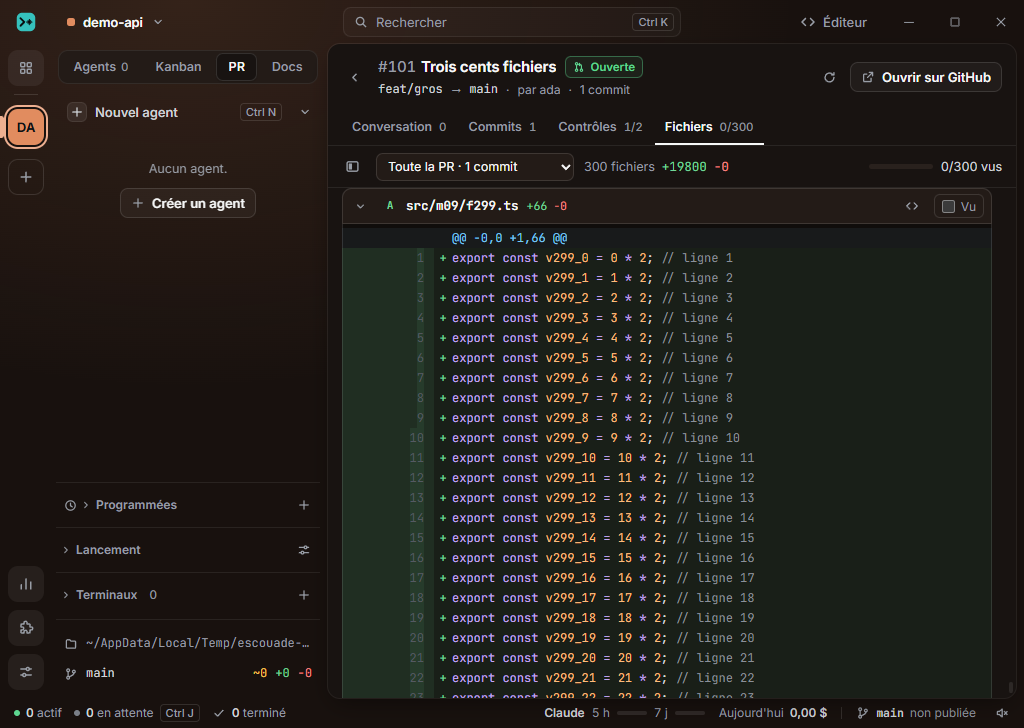 demo-api
Rechercher
Ctrl K
Éditeur
Agents 0
Kanban
PR
Docs
DA
Nouvel agent
Ctrl N
Aucun agent.
Créer un agent
Programmées
Lancement
Terminaux 0
~/AppData/Local/Temp/escouade-…
main
~0 +0 -0
#101 Trois cents fichiers
Ouverte
feat/gros → main · par ada · 1 commit
Ouvrir sur GitHub
Conversation 0
Commits 1
Contrôles 1/2
Fichiers 0/300
Toute la PR · 1 commit
300 fichiers +19800 -0
0/300 vus
A src/m09/f299.ts +66 -0
Vu
@@ -0,0 +1,66 @@
1 + export const v299_0 = 0 * 2; // ligne 1
2 + export const v299_1 = 1 * 2; // ligne 2
3 + export const v299_2 = 2 * 2; // ligne 3
4 + export const v299_3 = 3 * 2; // ligne 4
5 + export const v299_4 = 4 * 2; // ligne 5
6 + export const v299_5 = 5 * 2; // ligne 6
7 + export const v299_6 = 6 * 2; // ligne 7
8 + export const v299_7 = 7 * 2; // ligne 8
9 + export const v299_8 = 8 * 2; // ligne 9
10 + export const v299_9 = 9 * 2; // ligne 10
11 + export const v299_10 = 10 * 2; // ligne 11
12 + export const v299_11 = 11 * 2; // ligne 12
13 + export const v299_12 = 12 * 2; // ligne 13
14 + export const v299_13 = 13 * 2; // ligne 14
15 + export const v299_14 = 14 * 2; // ligne 15
16 + export const v299_15 = 15 * 2; // ligne 16
17 + export const v299_16 = 16 * 2; // ligne 17
18 + export const v299_17 = 17 * 2; // ligne 18
19 + export const v299_18 = 18 * 2; // ligne 19
20 + export const v299_19 = 19 * 2; // ligne 20
21 + export const v299_20 = 20 * 2; // ligne 21
22 + export const v299_21 = 21 * 2; // ligne 22
23 + export const v299_22 = 22 * 2; // ligne 23
0 actif
0 en attente
Ctrl J
0 terminé
Claude 5 h
7 j
Aujourd'hui 0,00 $
main non publiée